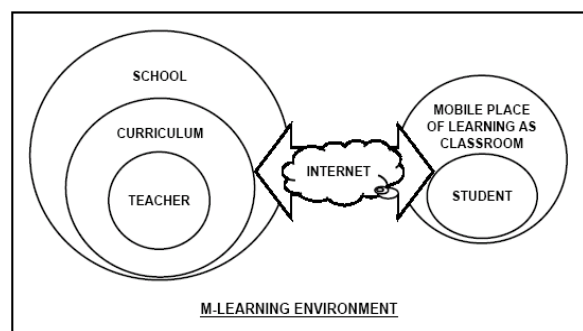 SCHOOL
CURRICULUM
TEACHER
INTERNET
MOBILE PLACE
OF LEARNING AS
CLASSROOM
STUDENT
M-LEARNING ENVIRONMENT